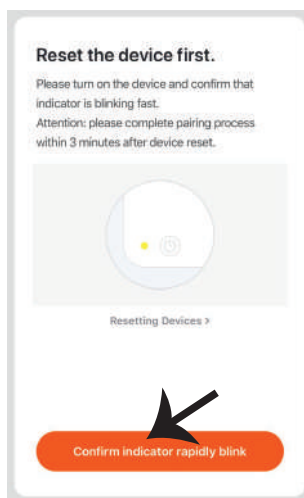 Reset the device first.
Please turn on the device and confirm that
indicator is blinking fast.
Attention: please complete pairing process
within 3 minutes after device reset.
Resetting Devices >
Confirm indicator rapidly blink